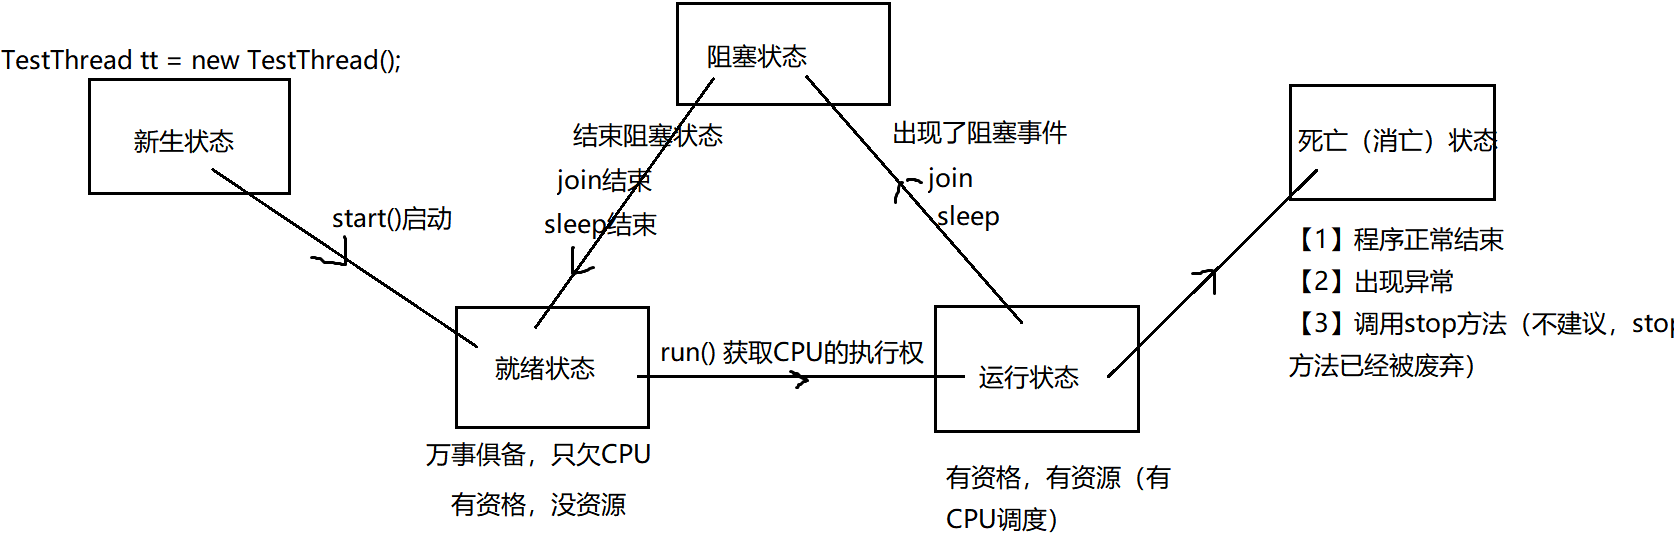 TestThread tt = new TestThread();
新生状态
start()启动
阻塞状态
结束阻塞状态
join结束
sleep结束
出现了阻塞事件
join
sleep
就绪状态
万事俱备，只欠CPU
有资格，没资源
run() 获取CPU的执行权
运行状态
有资格，有资源（有
CPU调度）
死亡（消亡）状态
【1】程序正常结束
【2】出现异常
【3】调用stop方法（不建议，stop
方法已经被废弃）